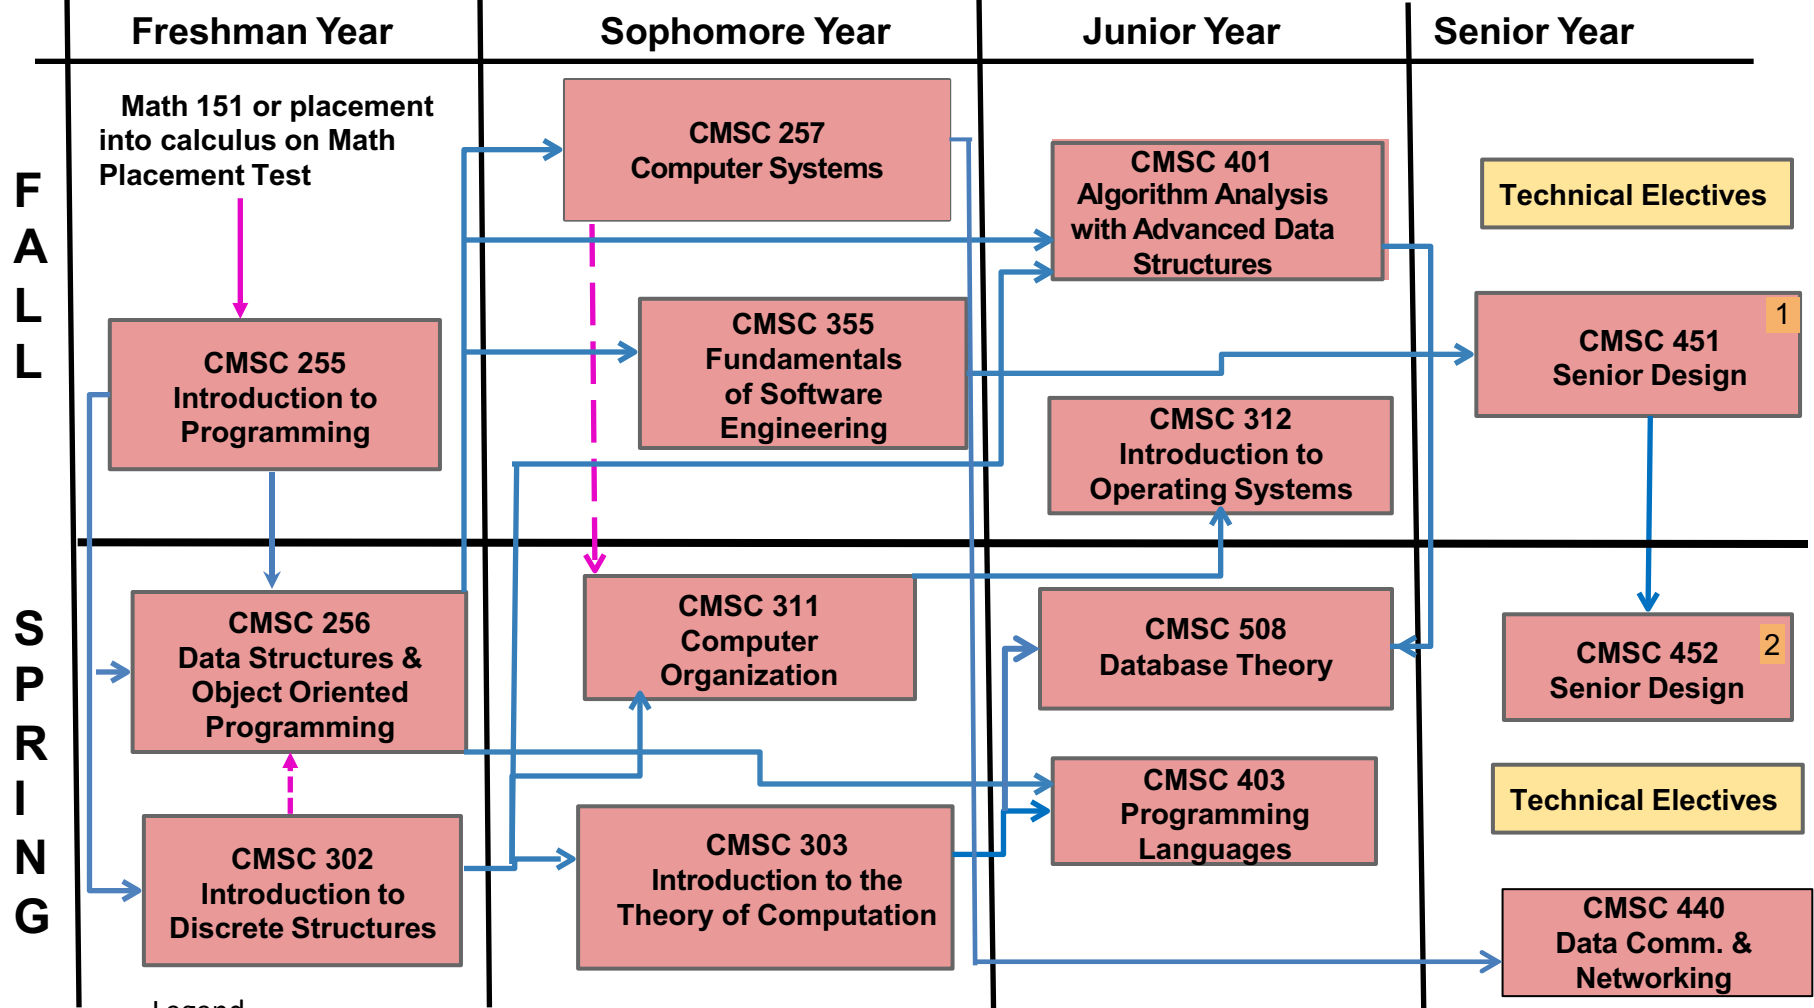 Freshman Year
Sophomore Year
Junior Year
Senior Year
F
A
L
L
Math 151 or placement
into calculus on Math
Placement Test
CMSC 255
Introduction to
Programming
CMSC 257
Computer Systems
CMSC 355
Fundamentals
of Software
Engineering
CMSC 401
Algorithm Analysis
with Advanced Data
Structures
CMSC 312
Introduction to
Operating Systems
Technical Electives
1
CMSC 451
Senior Design
S
P
R
I
N
G
CMSC 256
Data Structures &
Object Oriented
Programming
CMSC 302
Introduction to
Discrete Structures
CMSC 311
Computer
Organization
CMSC 303
Introduction to the
Theory of Computation
CMSC 508
Database Theory
CMSC 403
Programming
Languages
2
CMSC 452
Senior Design
Technical Electives
CMSC 440
Data Comm. &
Networking
Legend